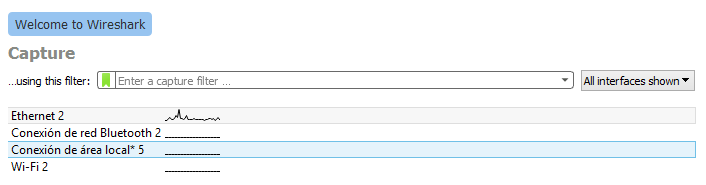 Welcome to Wireshark
Capture
...using this filter: Enter a capture filter ... All interfaces shown
Ethernet 2
Conexión de red Bluetooth 2
Conexión de área local* 5
Wi-Fi 2